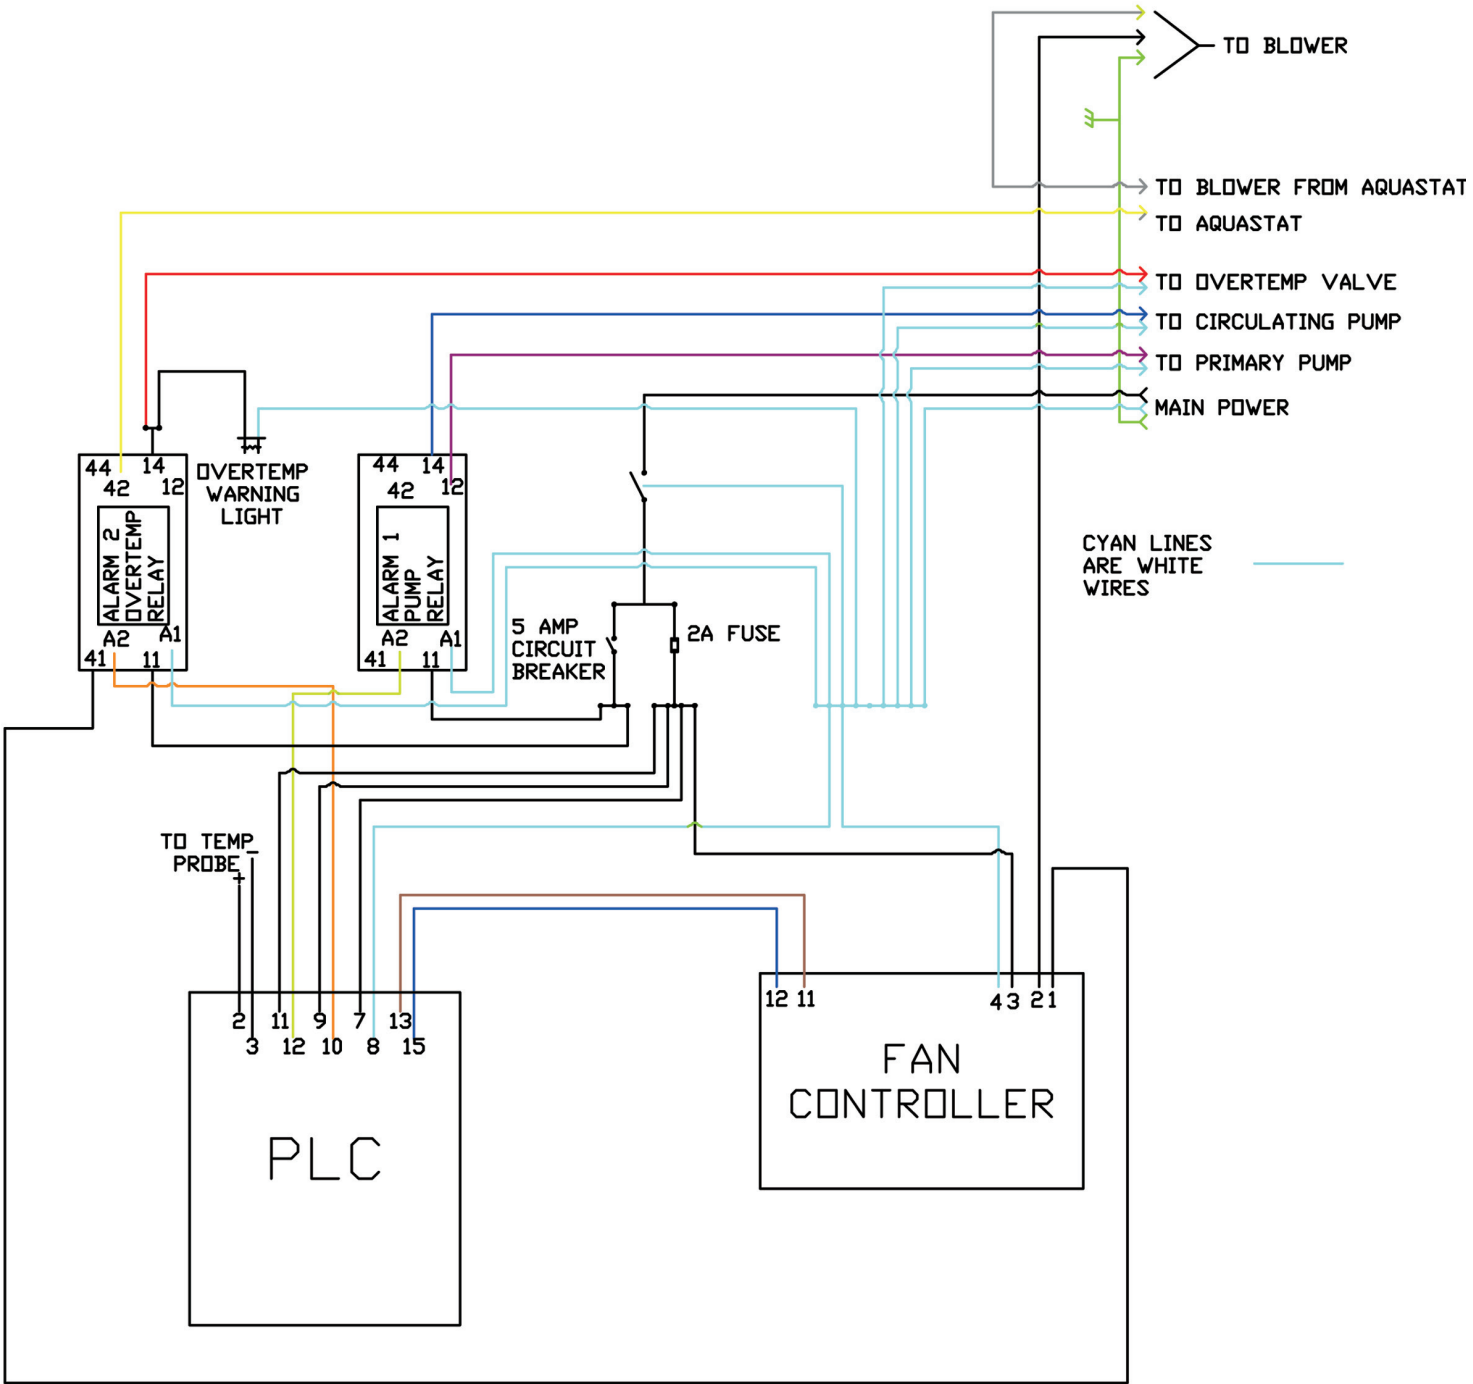 TO BLOWER
TO BLOWER FROM AQUASTAT
TO AQUASTAT
TO OVERTEMP VALVE
TO CIRCULATING PUMP
TO PRIMARY PUMP
MAIN POWER
44
14
42
12
OVERTEMP
WARNING
LIGHT
ALARM 2
OVERTEMP
RELAY
A2
A1
41
11
44
14
42
12
ALARM 1
PUMP
RELAY
A2
A1
41
11
5 AMP
CIRCUIT
BREAKER
2A FUSE
CYAN LINES
ARE WHITE
WIRES
TO TEMP
PROBE
-
+
2
11
9
7
13
3
12
10
8
15
PLC
12 11
4 3 2 1
FAN
CONTROLLER